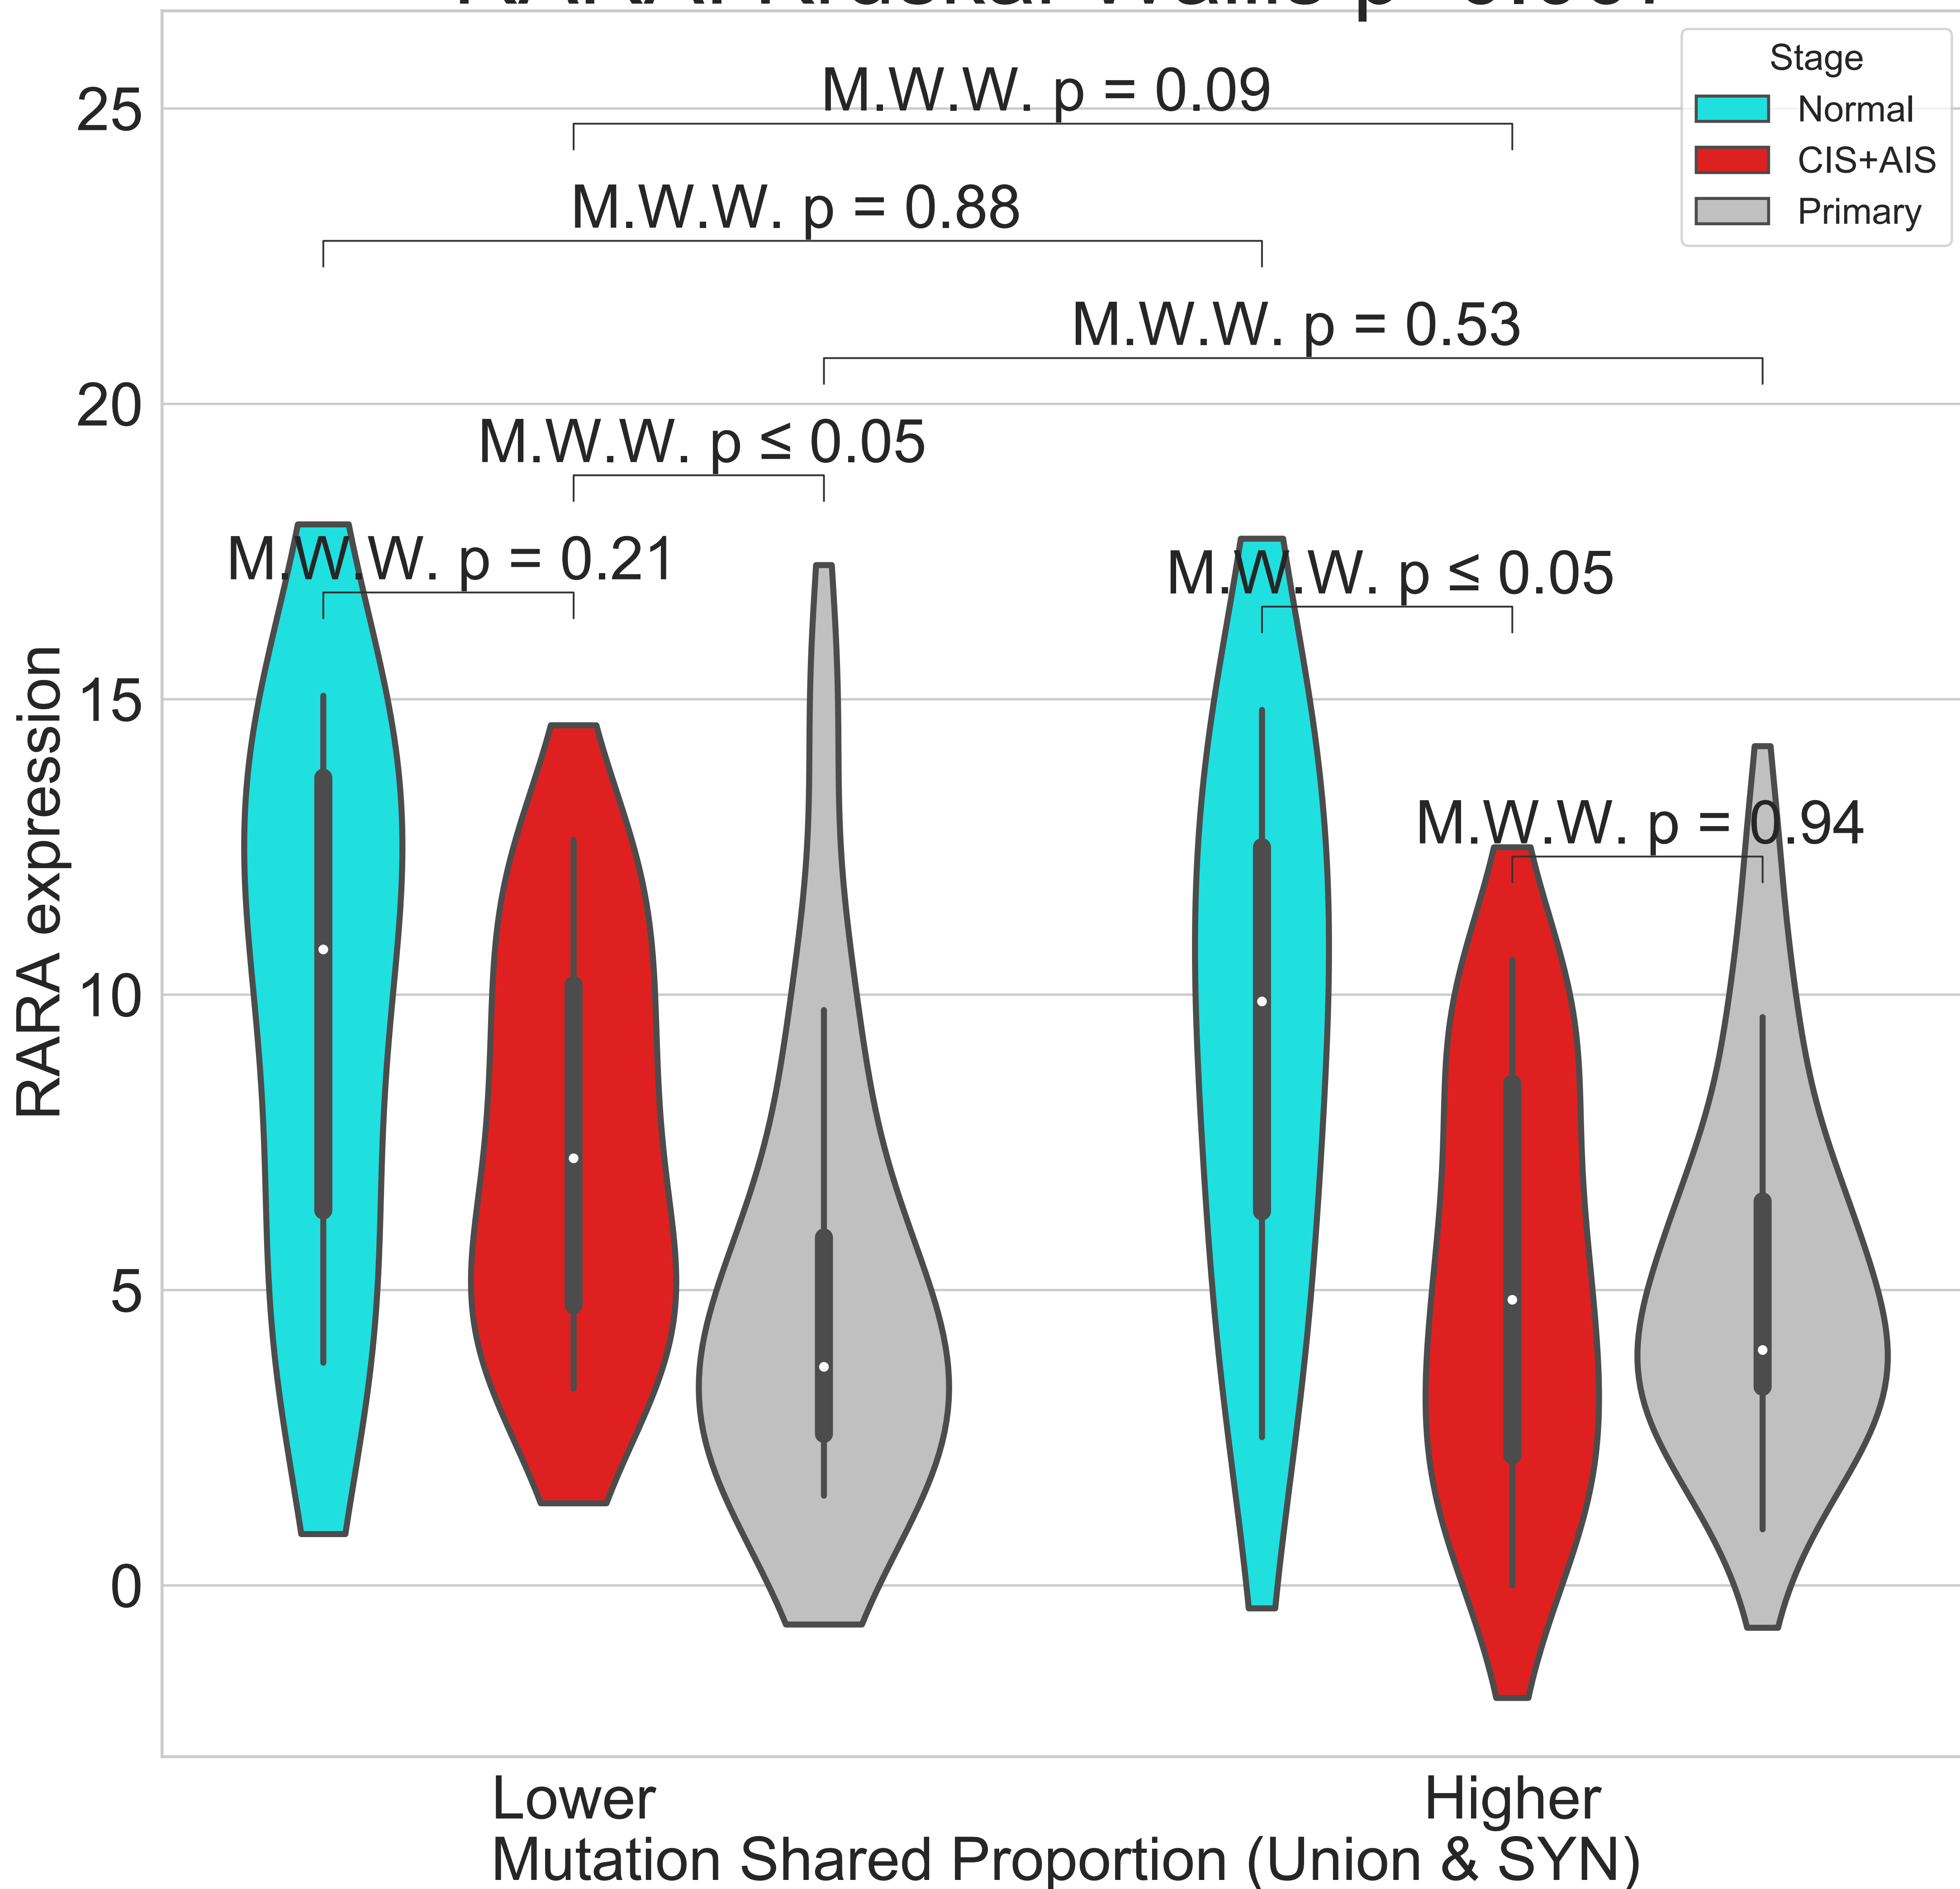 M.W.W. p = 0.09
M.W.W. p = 0.88
M.W.W. p = 0.53
M.W.W. p ≤ 0.05
M.W.W. p = 0.21
M.W.W. p ≤ 0.05
M.W.W. p = 0.94
Stage
Normal
CIS+AIS
Primary
RARA expression
25
20
15
10
5
0
Lower
Higher
Mutation Shared Proportion (Union & SYN)